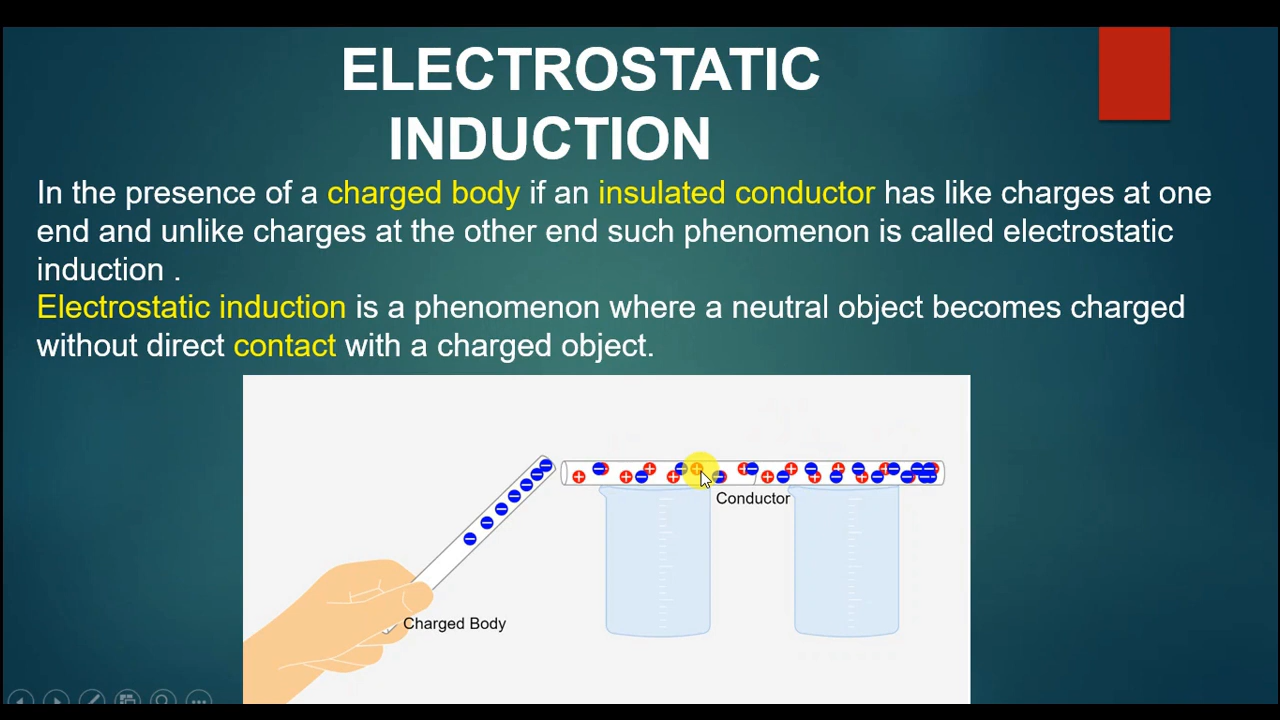 ELECTROSTATIC
INDUCTION
In the presence of a charged body if an insulated conductor has like charges at one
end and unlike charges at the other end such phenomenon is called electrostatic
induction .
Electrostatic induction is a phenomenon where a neutral object becomes charged
without direct contact with a charged object.
Conductor
Charged Body